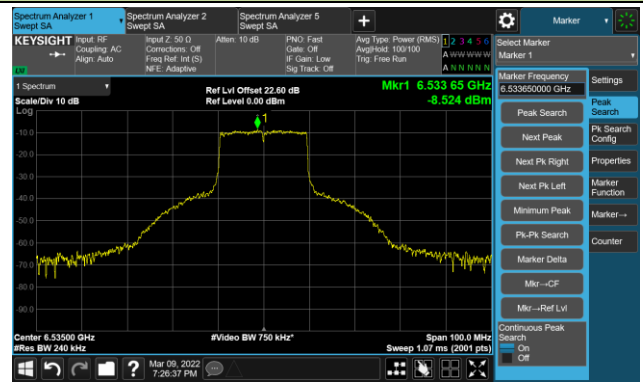 Spectrum Analyzer 1
Swept SA
Spectrum Analyzer 2
Swept SA
Spectrum Analyzer 5
Swept SA
Marker
KEYSIGHT
Input: RF
Coupling: AC
Align: Auto
Input Z: 50 Ω
Corrections: Off
Freq Ref: Int (S)
NFE: Adaptive
Atten: 10 dB
PNO: Fast
Gate: Off
IF Gain: Low
Sig Track: Off
Avg Type: Power (RMS)
Avg|Hold: 100/100
Trig: Free Run
1 2 3 4 5 6
A W W W W W
A N N N N N
LW
Select Marker
Marker 1
1 Spectrum
Scale/Div 10 dB
Log
Ref Lvl Offset 22.60 dB
Ref Level 0.00 dBm
Mkr1 6.533 65 GHz
-8.524 dBm
1
-10.0
-20.0
-30.0
-40.0
-50.0
-60.0
-70.0
-80.0
-90.0
Center 6.53500 GHz
#Res BW 240 kHz
#Video BW 750 kHz*
Span 100.0 MHz
Sweep 1.07 ms (2001 pts)
Marker Frequency
6.533650000 GHz
Peak Search
Next Peak
Next Pk Right
Next Pk Left
Minimum Peak
Pk-Pk Search
Marker Delta
Mkr→CF
Mkr→Ref Lvl
Continuous Peak
Search
On
Off
Settings
Peak
Search
Pk Search
Config
Properties
Marker
Function
Marker→
Counter
Mar 09, 2022
7:26:37 PM